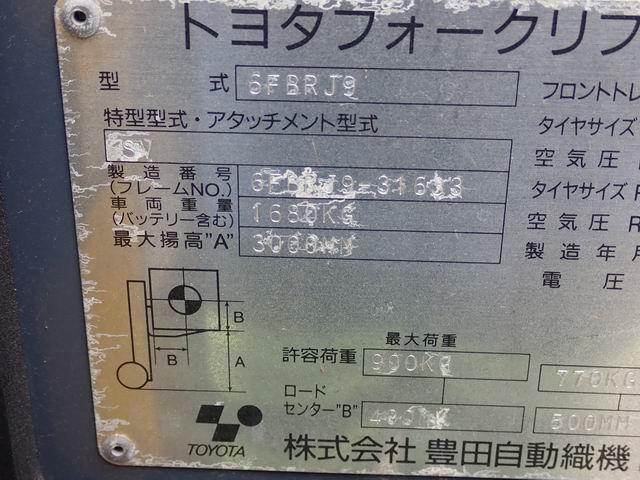 トヨタフォークリフ
型 式 6FBRJ9
フロントトレ
特型型式・アタッチメント型式
タイヤサイズ
SV
空気圧
製造番号
(フレームNO.)
タイヤサイズ
車両重量
(バッテリー含む) 1680KG
空気圧 R
最大揚高"A" 3000MM
製造年月
電圧
B
B
A
最大荷重
許容荷重 900KG 770KG
ロード
センター"B" 500MM
TOYOTA
株式会社 豊田自動織機